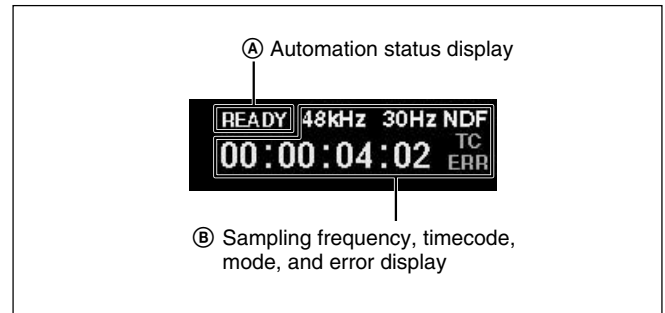 Ⓐ Automation status display
READY 48kHz 30Hz NDF
00:00:04:02 TC ERR
Ⓑ Sampling frequency, timecode,
mode, and error display